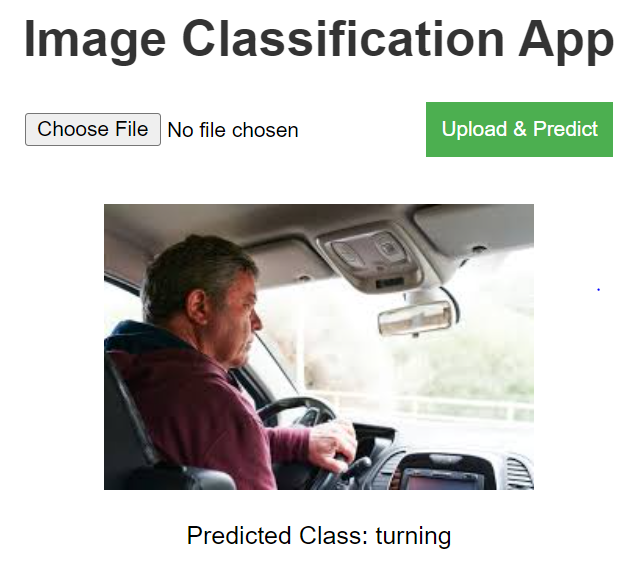 Image Classification App
Choose File No file chosen
Upload & Predict
Predicted Class: turning